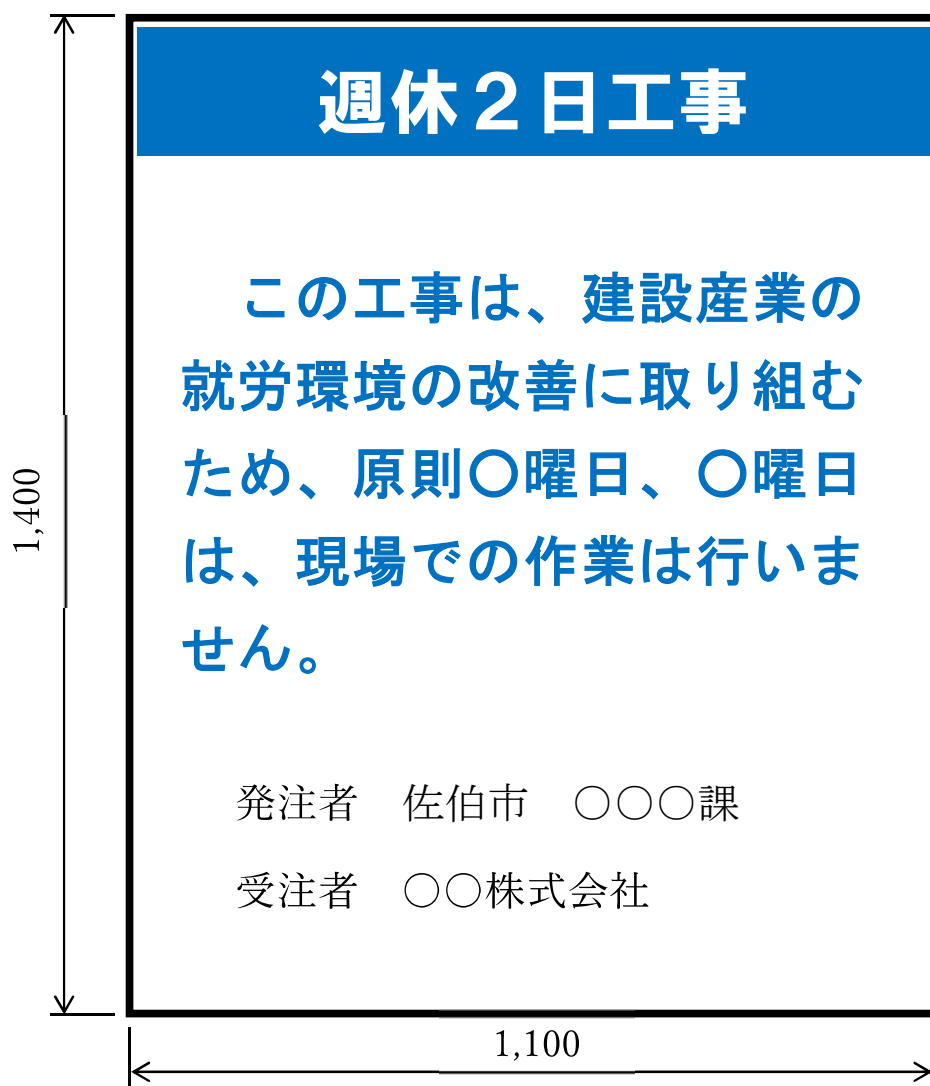 週休２日工事
この工事は、建設産業の
就労環境の改善に取り組む
ため、原則〇曜日、〇曜日
は、現場での作業は行いま
せん。
発注者　佐伯市　〇〇〇課
受注者　〇〇株式会社
1,400
1,100